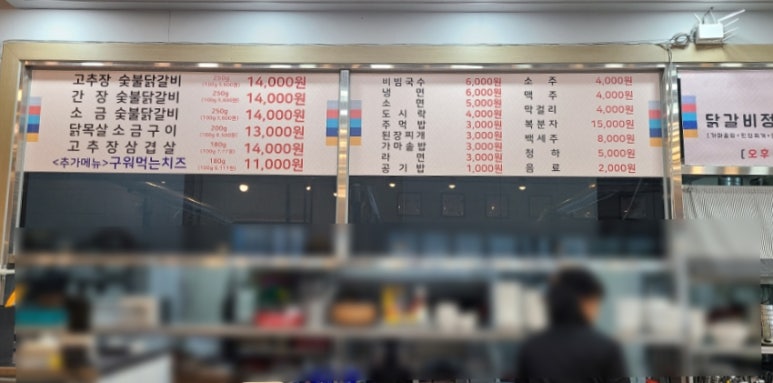 고추장 숯불닭갈비 250g 14,000원
간 장 숯불닭갈비 250g 14,000원
소 금 숯불닭갈비 250g 14,000원
닭목살소금구이 200g 13,000원
고추장삼겹살 180g 14,000원
<추가메뉴>구워먹는치즈 180g 11,000원
비빔국수 6,000원
냉 면 6,000원
소 면 5,000원
도 시 락 4,000원
주 먹 밥 3,000원
된장찌개 3,000원
가마솥밥 3,000원
라 면 3,000원
공 기 밥 1,000원
소 주 4,000원
맥 주 4,000원
막 걸 리 4,000원
복 분 자 15,000원
백 세 주 8,000원
청 하 5,000원
음 료 2,000원
닭갈비정
[오후